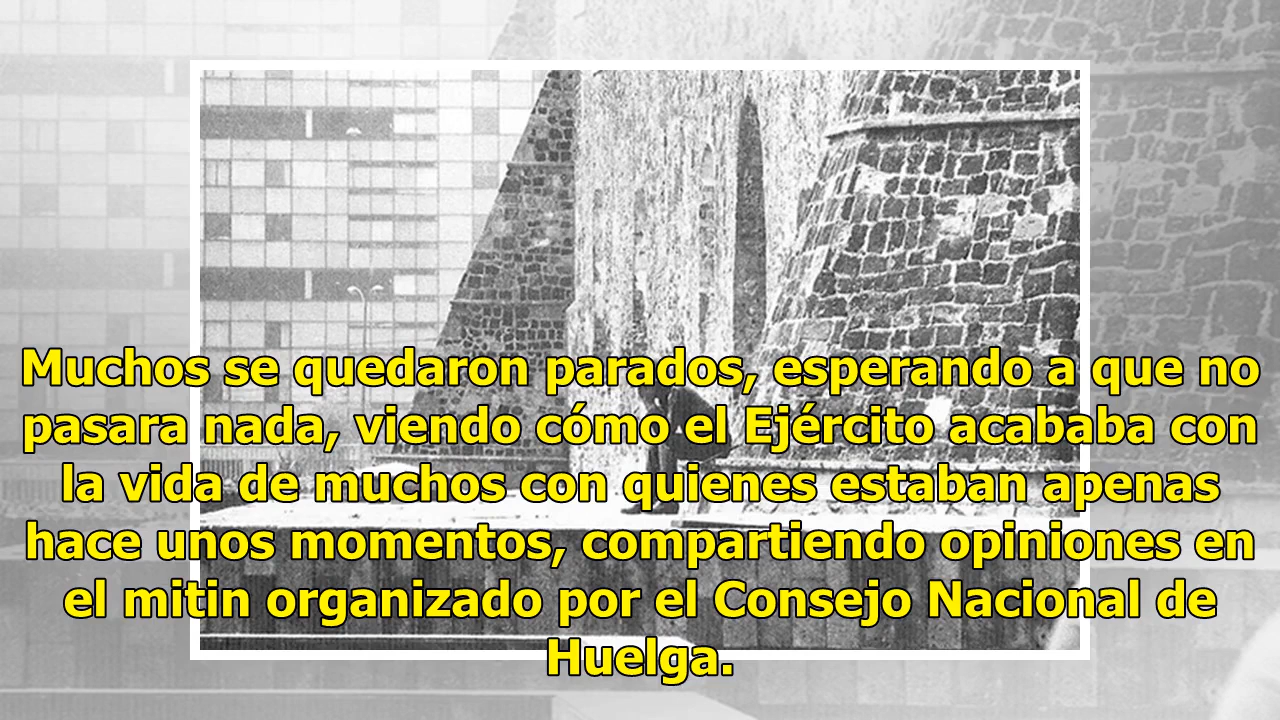 Muchos se quedaron parados, esperando a que no
pasara nada, viendo cómo el Ejército acababa con
la vida de muchos con quienes estaban apenas
hace unos momentos, compartiendo opiniones en
el mitin organizado por el Consejo Nacional de
Huelga.